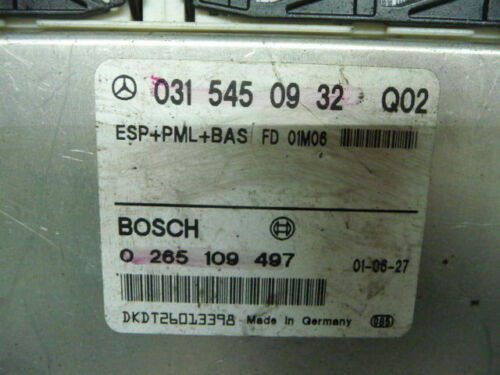 031 545 09 32 Q02
ESP+PML+BAS FD 01M06
BOSCH
0 265 109 497 01-06-27
DKDT26013398 Made in Germany 085